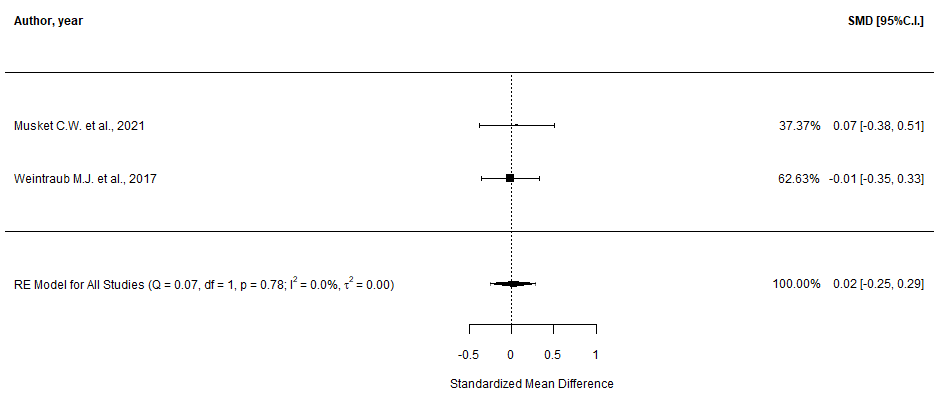 Author, year SMD [95%C.I.]
Musket C.W. et al., 2021 37.37% 0.07 [-0.38, 0.51]
Weintraub M.J. et al., 2017 62.63% -0.01 [-0.35, 0.33]
RE Model for All Studies (Q = 0.07, df = 1, p = 0.78; I² = 0.0%, τ² = 0.00) 100.00% 0.02 [-0.25, 0.29]
-0.5 0 0.5 1
Standardized Mean Difference